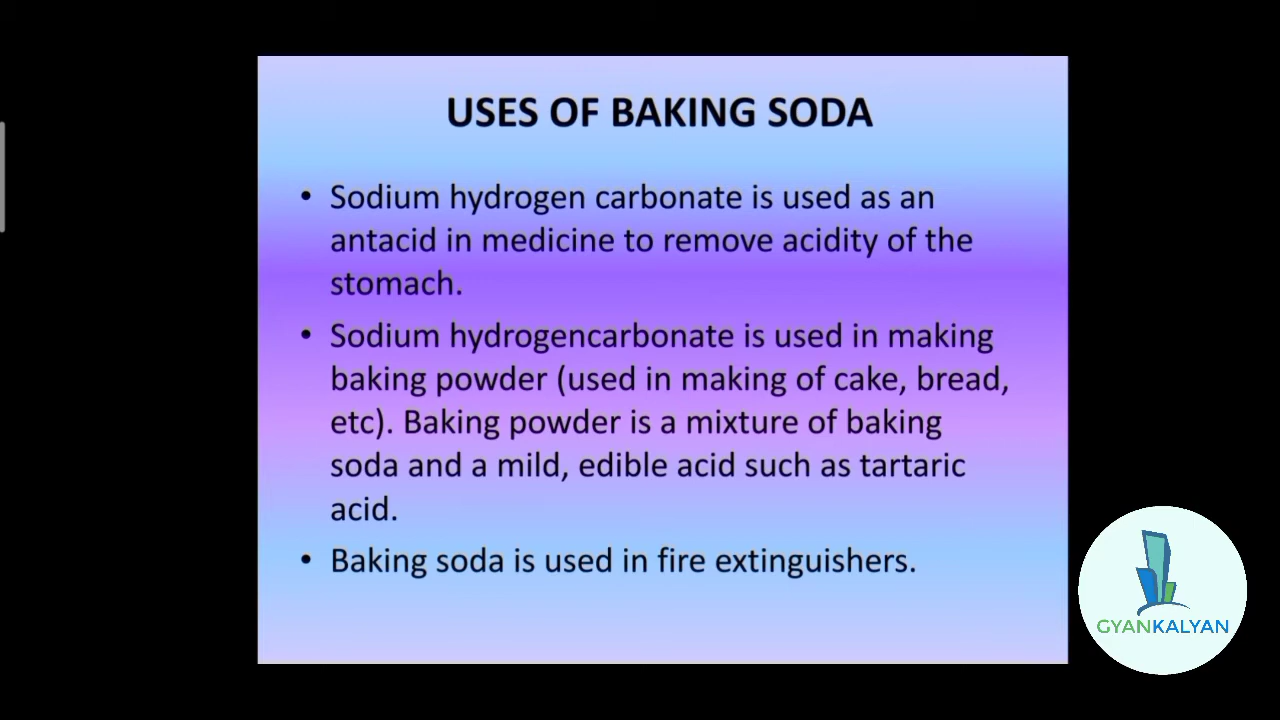 USES OF BAKING SODA
• Sodium hydrogen carbonate is used as an
antacid in medicine to remove acidity of the
stomach.
• Sodium hydrogencarbonate is used in making
baking powder (used in making of cake, bread,
etc). Baking powder is a mixture of baking
soda and a mild, edible acid such as tartaric
acid.
• Baking soda is used in fire extinguishers.
GYANKALYAN